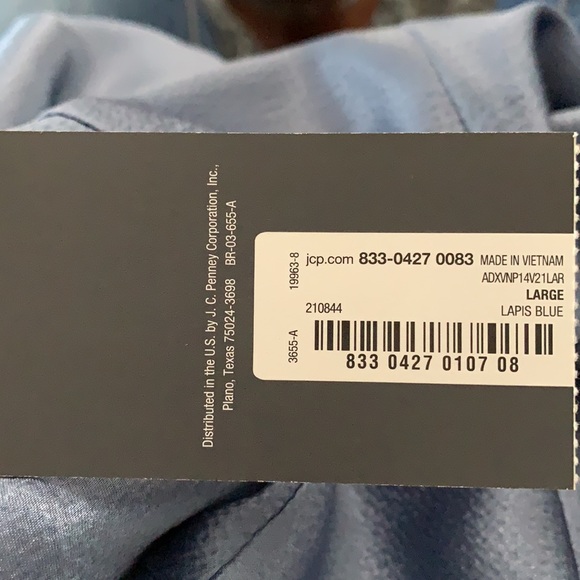 Distributed in the U.S. by J. C. Penney Corporation, Inc.,
Plano, Texas 75024-3698 BR-03-655-A
19963-8
3655-A
jcp.com 833-0427 0083 MADE IN VIETNAM
ADXVNP14V21LAR
LARGE
210844 LAPIS BLUE
833 0427 0107 08